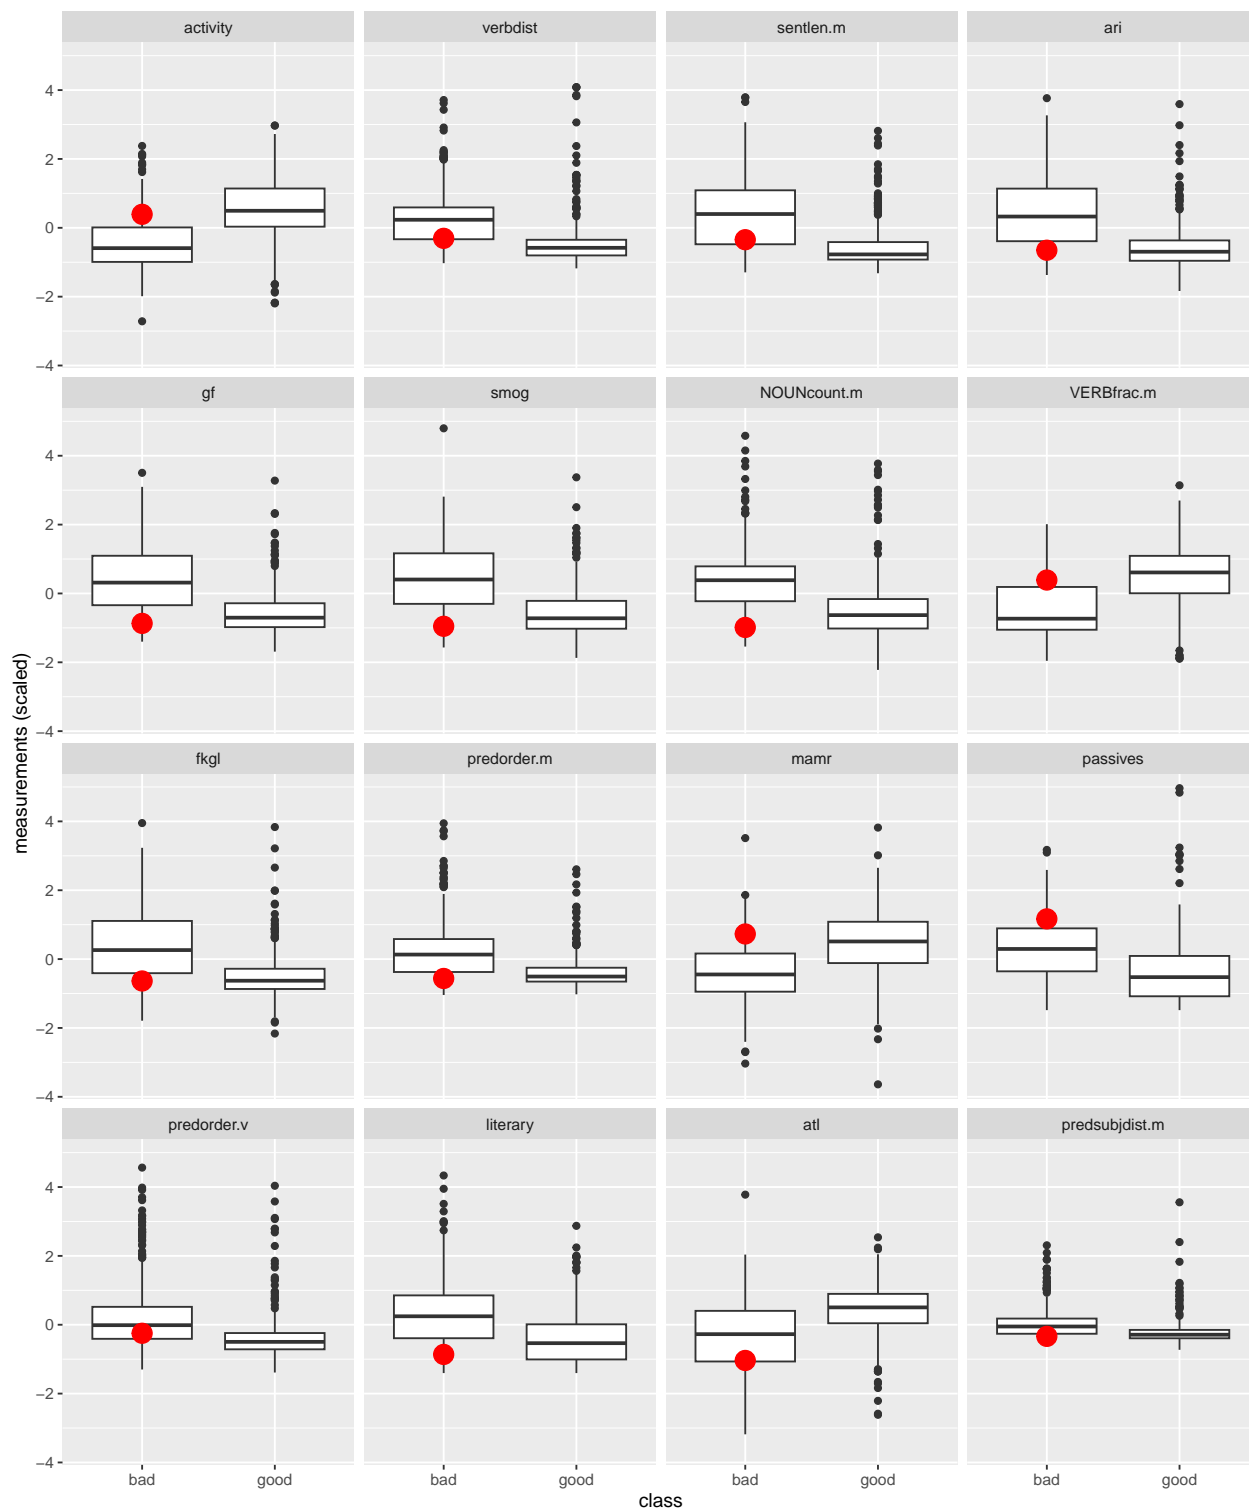 activity verbdist sentlen.m ari
4
2
0
−2
−4
gf smog NOUNcount.m VERBfrac.m
4
2
0
−2
−4
fkgl predorder.m mamr passives
4
2
0
−2
−4
predorder.v literary atl predsubjdist.m
4
2
0
−2
−4
bad good bad good bad good bad good
class
measurements (scaled)